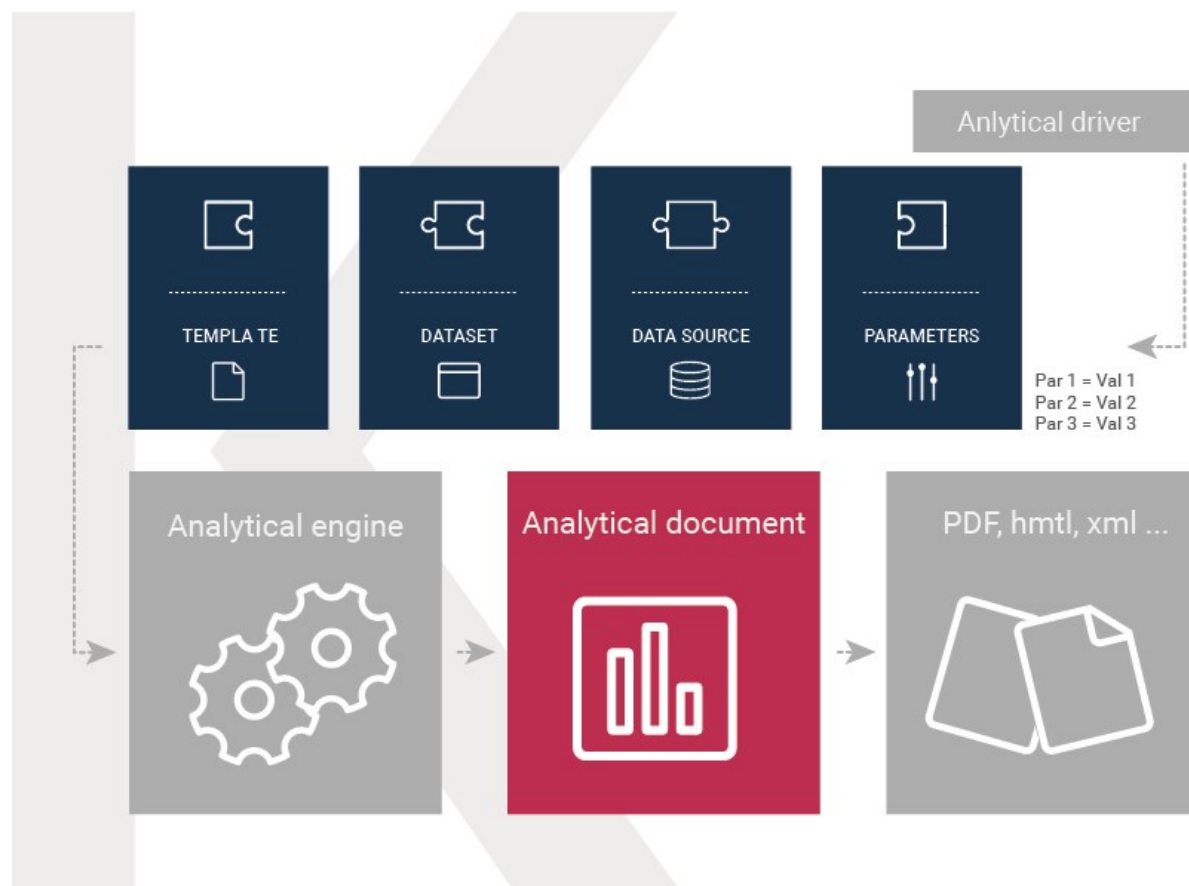 Anlytical driver
TEMPLA TE
DATASET
DATA SOURCE
PARAMETERS
Par 1 = Val 1
Par 2 = Val 2
Par 3 = Val 3
Analytical engine
Analytical document
PDF, hmtl, xml ...